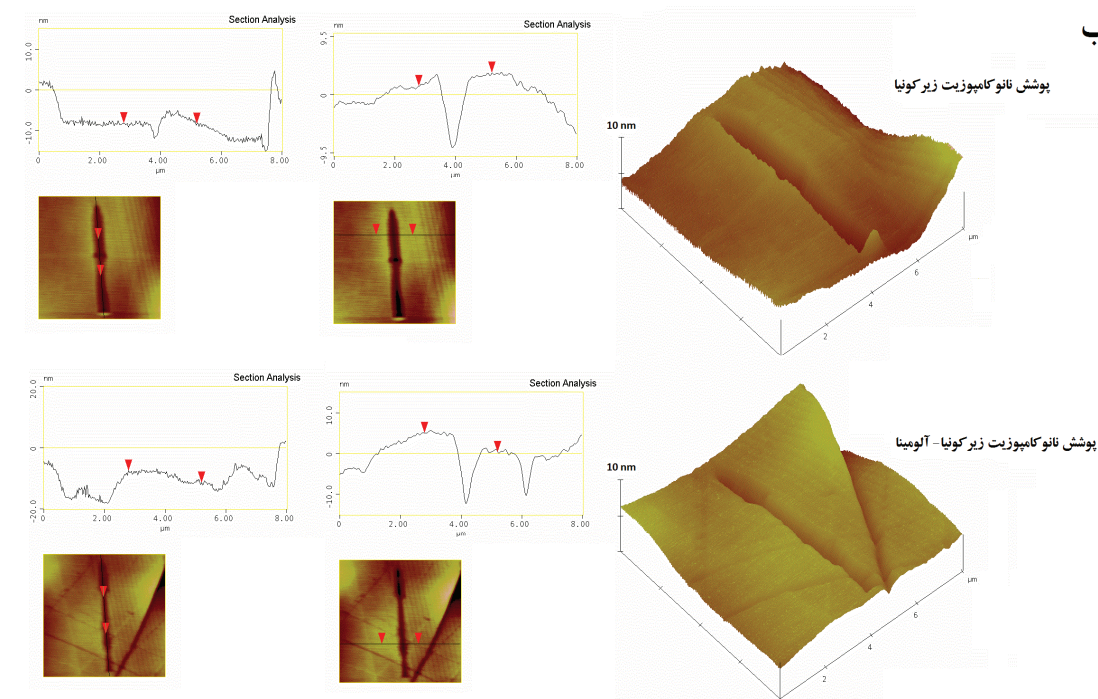 ب
Section Analysis
nm
10.0
0
-10.0
0 2.00 4.00 6.00 8.00
µm
Section Analysis
nm
9.5
0
-9.5
0 2.00 4.00 6.00 8.00
µm
پوشش نانوکامپوزیت زیرکونیا
10 nm
2
4
6
µm
Section Analysis
nm
20.0
0
-20.0
0 2.00 4.00 6.00 8.00
µm
Section Analysis
nm
10.0
0
-10.0
0 2.00 4.00 6.00 8.00
µm
پوشش نانوکامپوزیت زیرکونیا - آلومینا
10 nm
2
4
6
µm